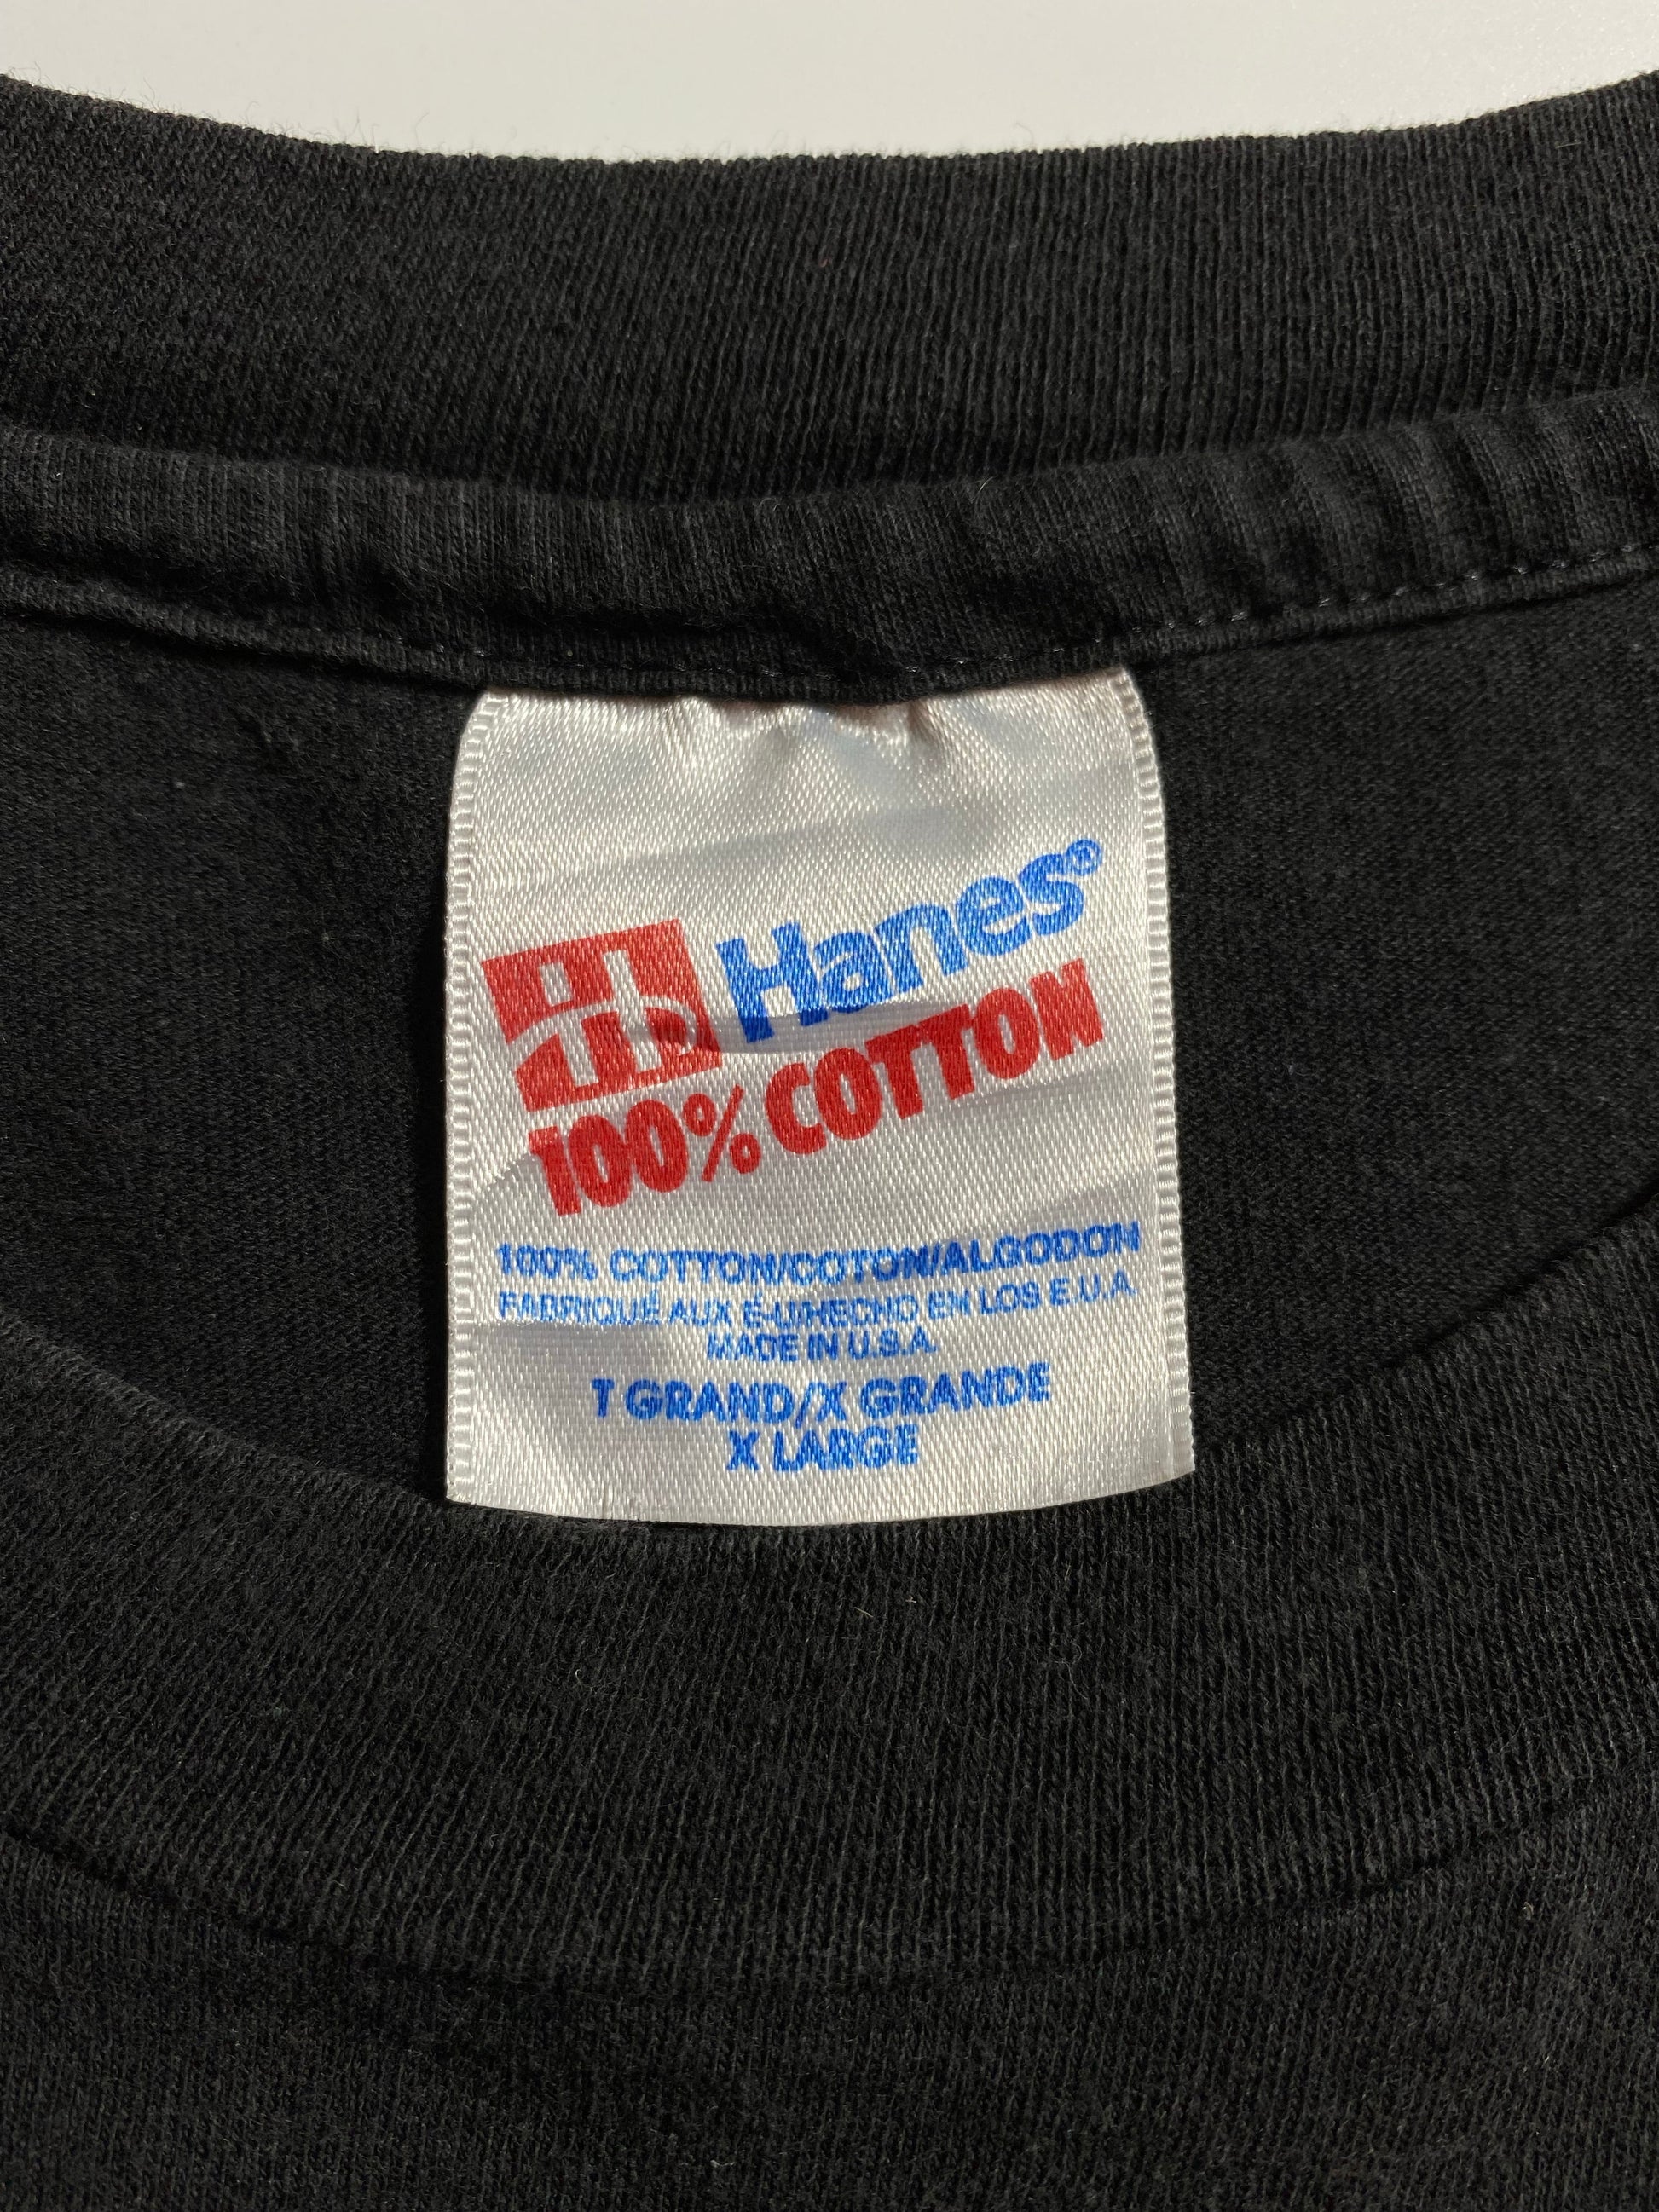 Hanes®
100% COTTON
100% COTTON/COTON/ALGODON
FABRIQUÉ AUX É-U/HECHO EN LOS E.U.A.
MADE IN U.S.A.
T GRAND/X GRANDE
X LARGE